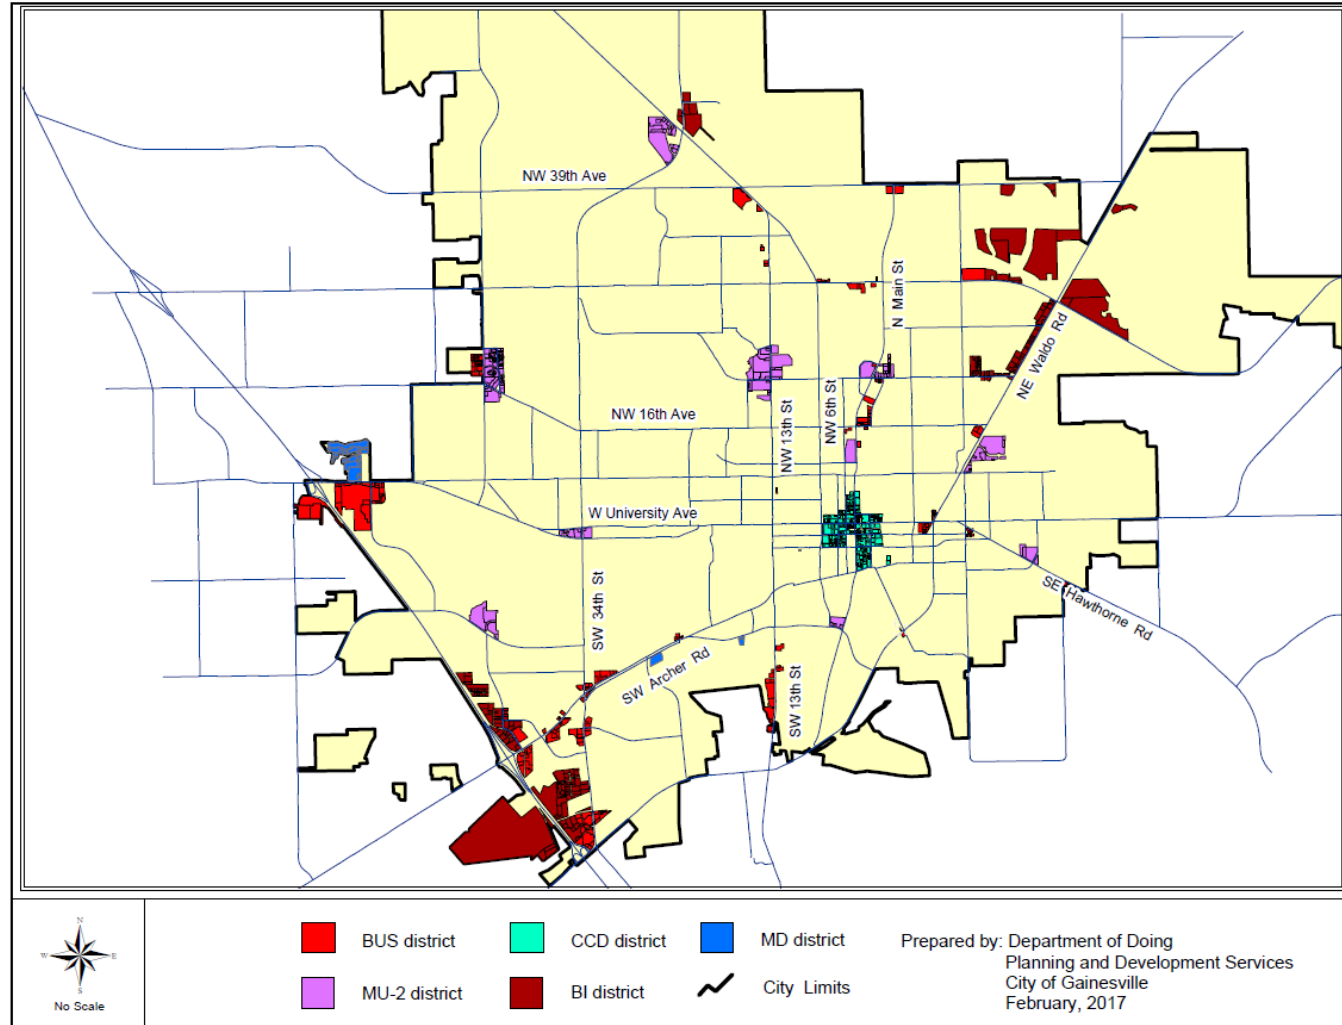 NW 39th Ave
N Main St
NE Waldo Rd
NW 16th Ave
NW 13th St
NW 6th St
W University Ave
SW 34th St
SE Hawthorne Rd
SW Archer Rd
SW 13th St
N
W E
S
No Scale
BUS district
CCD district
MD district
MU-2 district
BI district
City Limits
Prepared by: Department of Doing
Planning and Development Services
City of Gainesville
February, 2017